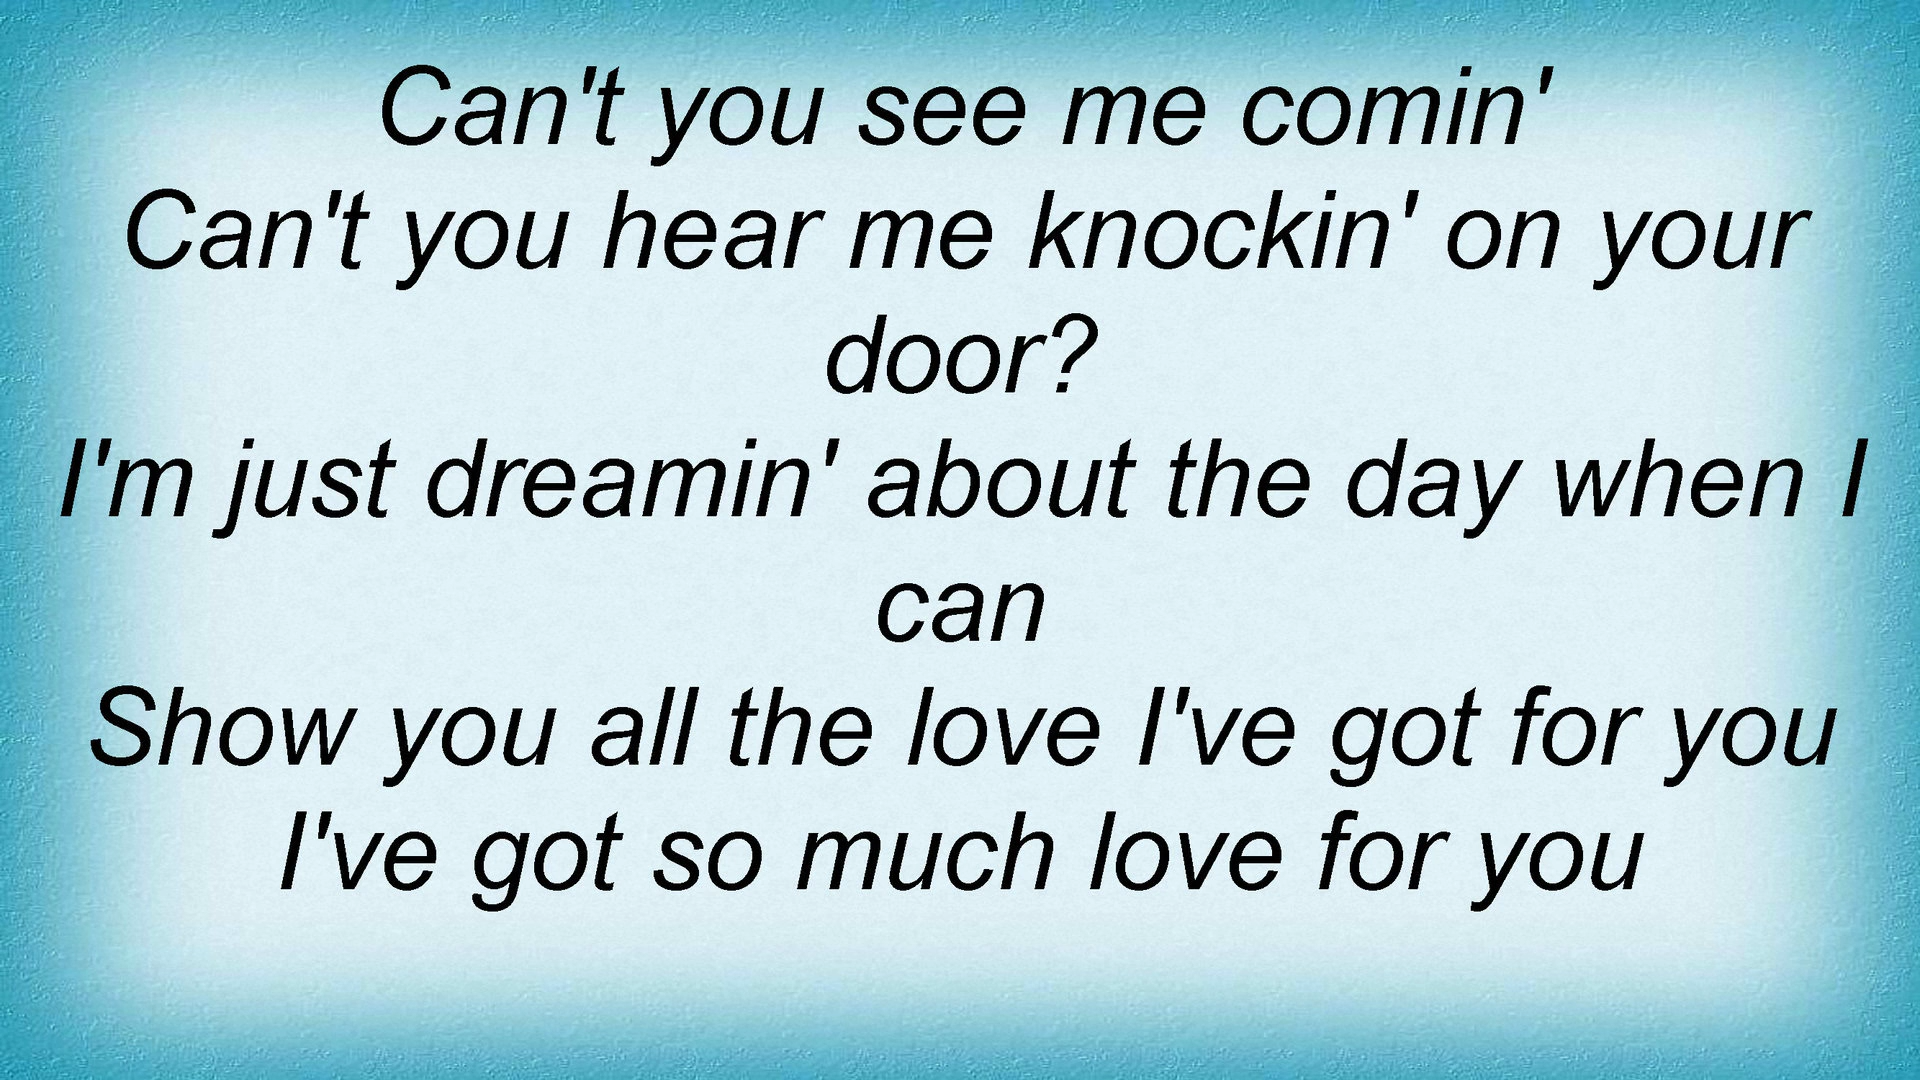 Can't you see me comin'
Can't you hear me knockin' on your
door?
I'm just dreamin' about the day when I
can
Show you all the love I've got for you
I've got so much love for you